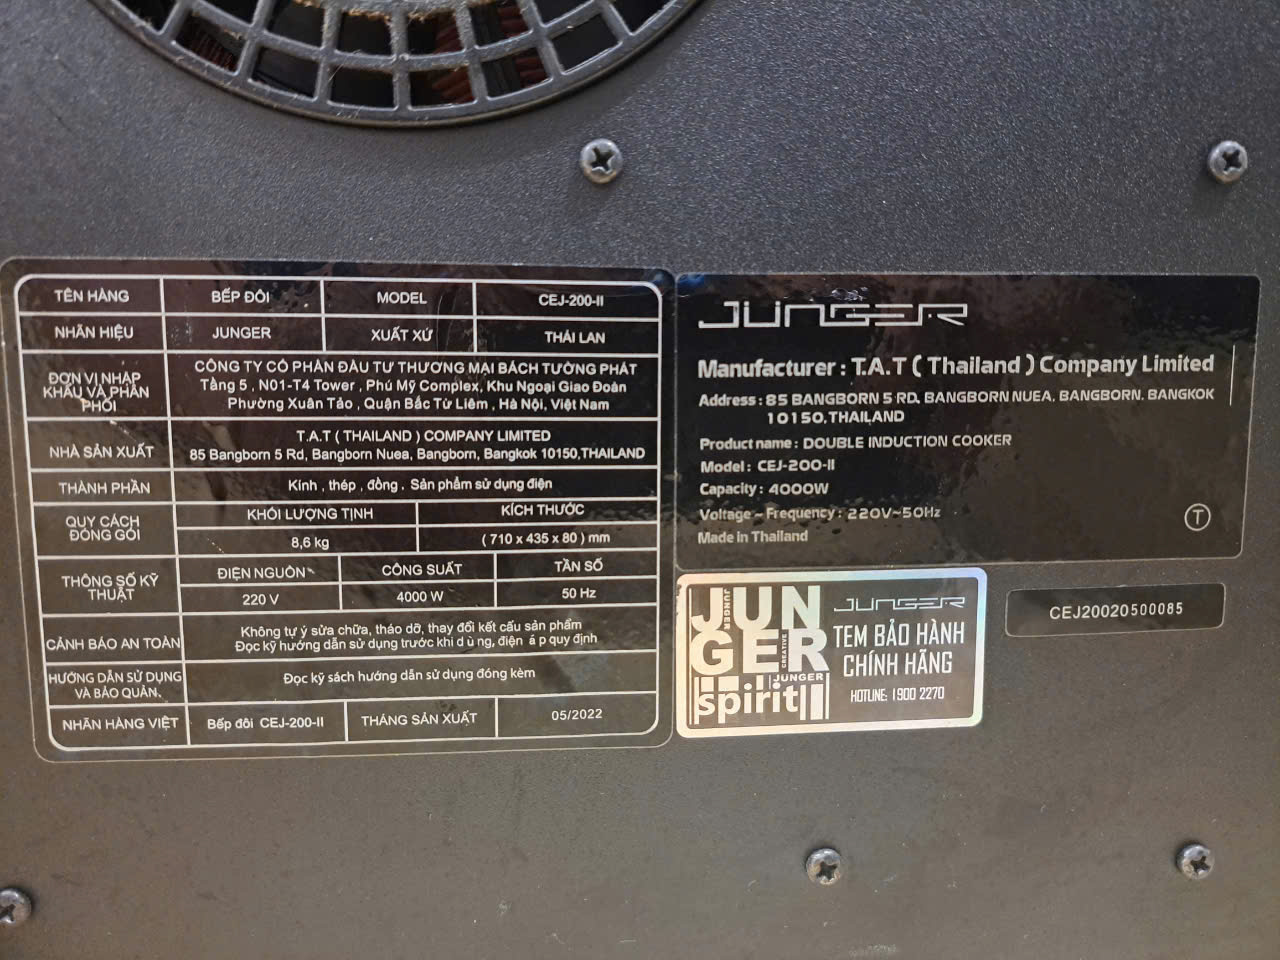 TÊN HÀNG
BẾP ĐÔI
MODEL
CEJ-200-II
NHÃN HIỆU
JUNGER
XUẤT XỨ
THÁI LAN
ĐƠN VỊ NHẬP
KHẨU VÀ PHÂN
PHỐI
CÔNG TY CỔ PHẦN ĐẦU TƯ THƯƠNG MẠI BÁCH TƯỜNG PHÁT
Tầng 5 , N01-T4 Tower , Phú Mỹ Complex, Khu Ngoại Giao Đoàn
Phường Xuân Tảo , Quận Bắc Từ Liêm , Hà Nội, Việt Nam
NHÀ SẢN XUẤT
T.A.T ( THAILAND ) COMPANY LIMITED
85 Bangborn 5 Rd, Bangborn Nuea, Bangborn, Bangkok 10150,THAILAND
THÀNH PHẦN
Kính , thép , đồng . Sản phẩm sử dụng điện
QUY CÁCH
ĐÓNG GÓI
KHỐI LƯỢNG TỊNH
KÍCH THƯỚC
8,6 kg
( 710 x 435 x 80 ) mm
THÔNG SỐ KỸ
THUẬT
ĐIỆN NGUỒN
CÔNG SUẤT
TẦN SỐ
220 V
4000 W
50 Hz
CẢNH BÁO AN TOÀN
Không tự ý sửa chữa, tháo dỡ, thay đổi kết cấu sản phẩm
Đọc kỹ hướng dẫn sử dụng trước khi dùng, điện áp quy định
HƯỚNG DẪN SỬ DỤNG
VÀ BẢO QUẢN.
Đọc kỹ sách hướng dẫn sử dụng đóng kèm
NHÃN HÀNG VIỆT
Bếp đôi CEJ-200-II
THÁNG SẢN XUẤT
05/2022
JUNGER
Manufacturer : T.A.T ( Thailand ) Company Limited
Address : 85 BANGBORN 5 RD, BANGBORN NUEA, BANGBORN, BANGKOK
10150,THAILAND
Product name : DOUBLE INDUCTION COOKER
Model : CEJ-200-II
Capacity : 4000W
Voltage ~ Frequency : 220V~50Hz
Made in Thailand
T
JUN
GER
spirit
JUNGER
CREATIVE
JUNGER
JUNGER
TEM BẢO HÀNH
CHÍNH HÃNG
HOTLINE: 1900 2270
CEJ20020500085